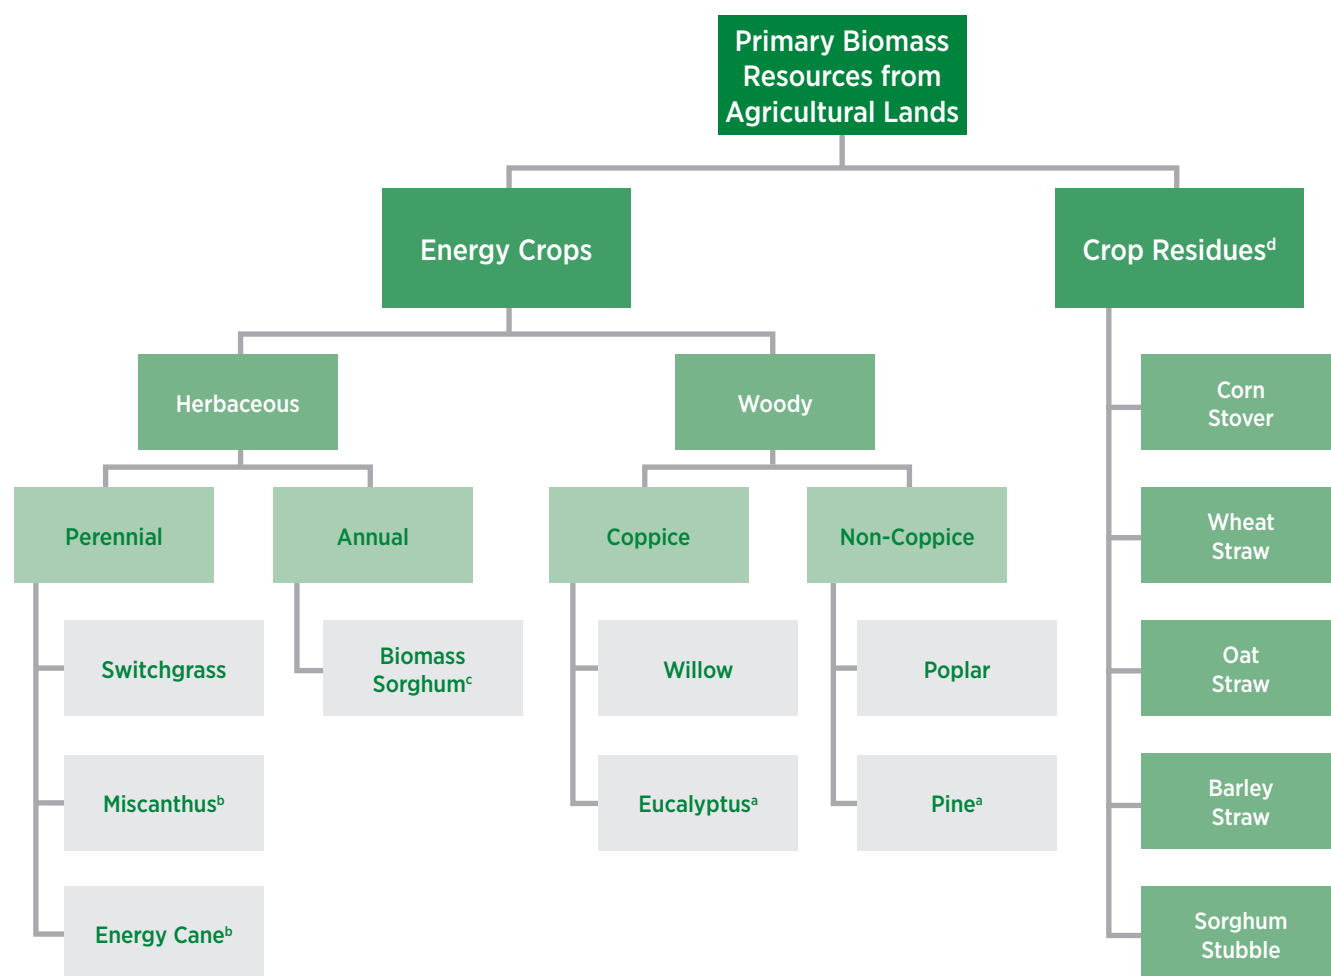 Primary Biomass
Resources from
Agricultural Lands
Energy Crops
Crop Residuesᵈ
Herbaceous
Woody
Corn
Stover
Perennial
Annual
Coppice
Non-Coppice
Wheat
Straw
Switchgrass
Biomass
Sorghumᶜ
Willow
Poplar
Oat
Straw
Miscanthusᵇ
Eucalyptusᵃ
Pineᵃ
Barley
Straw
Energy Caneᵇ
Sorghum
Stubble